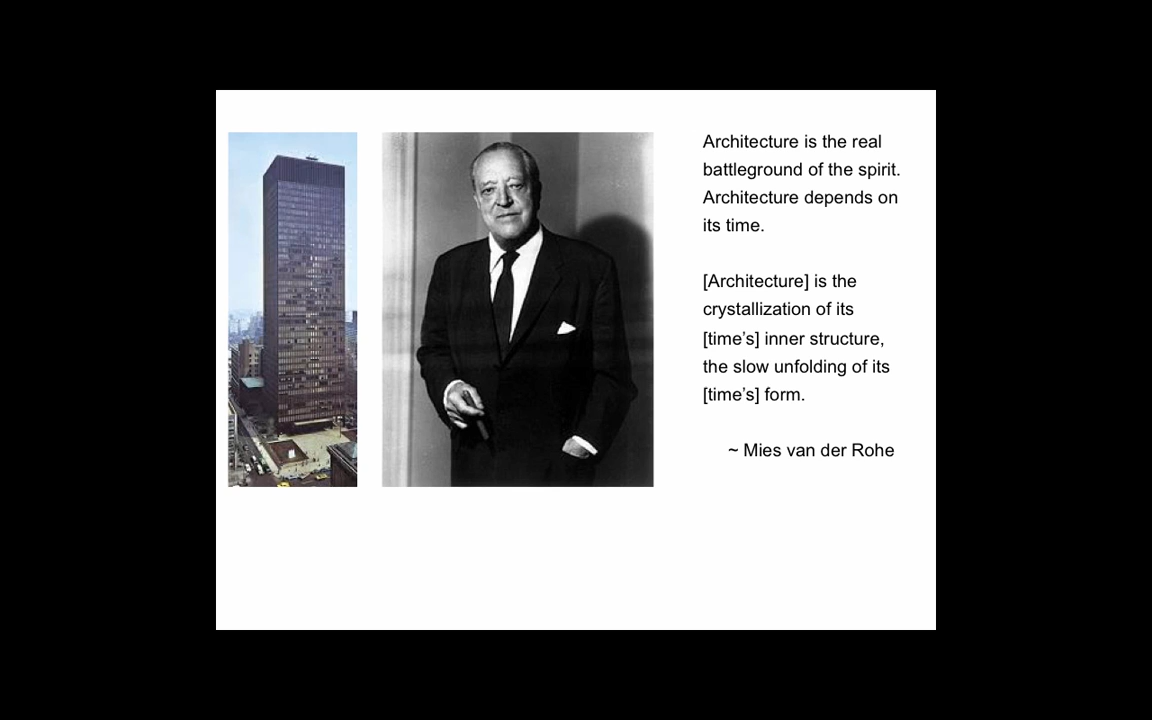 Architecture is the real
battleground of the spirit.
Architecture depends on
its time.
[Architecture] is the
crystallization of its
[time’s] inner structure,
the slow unfolding of its
[time’s] form.
~ Mies van der Rohe